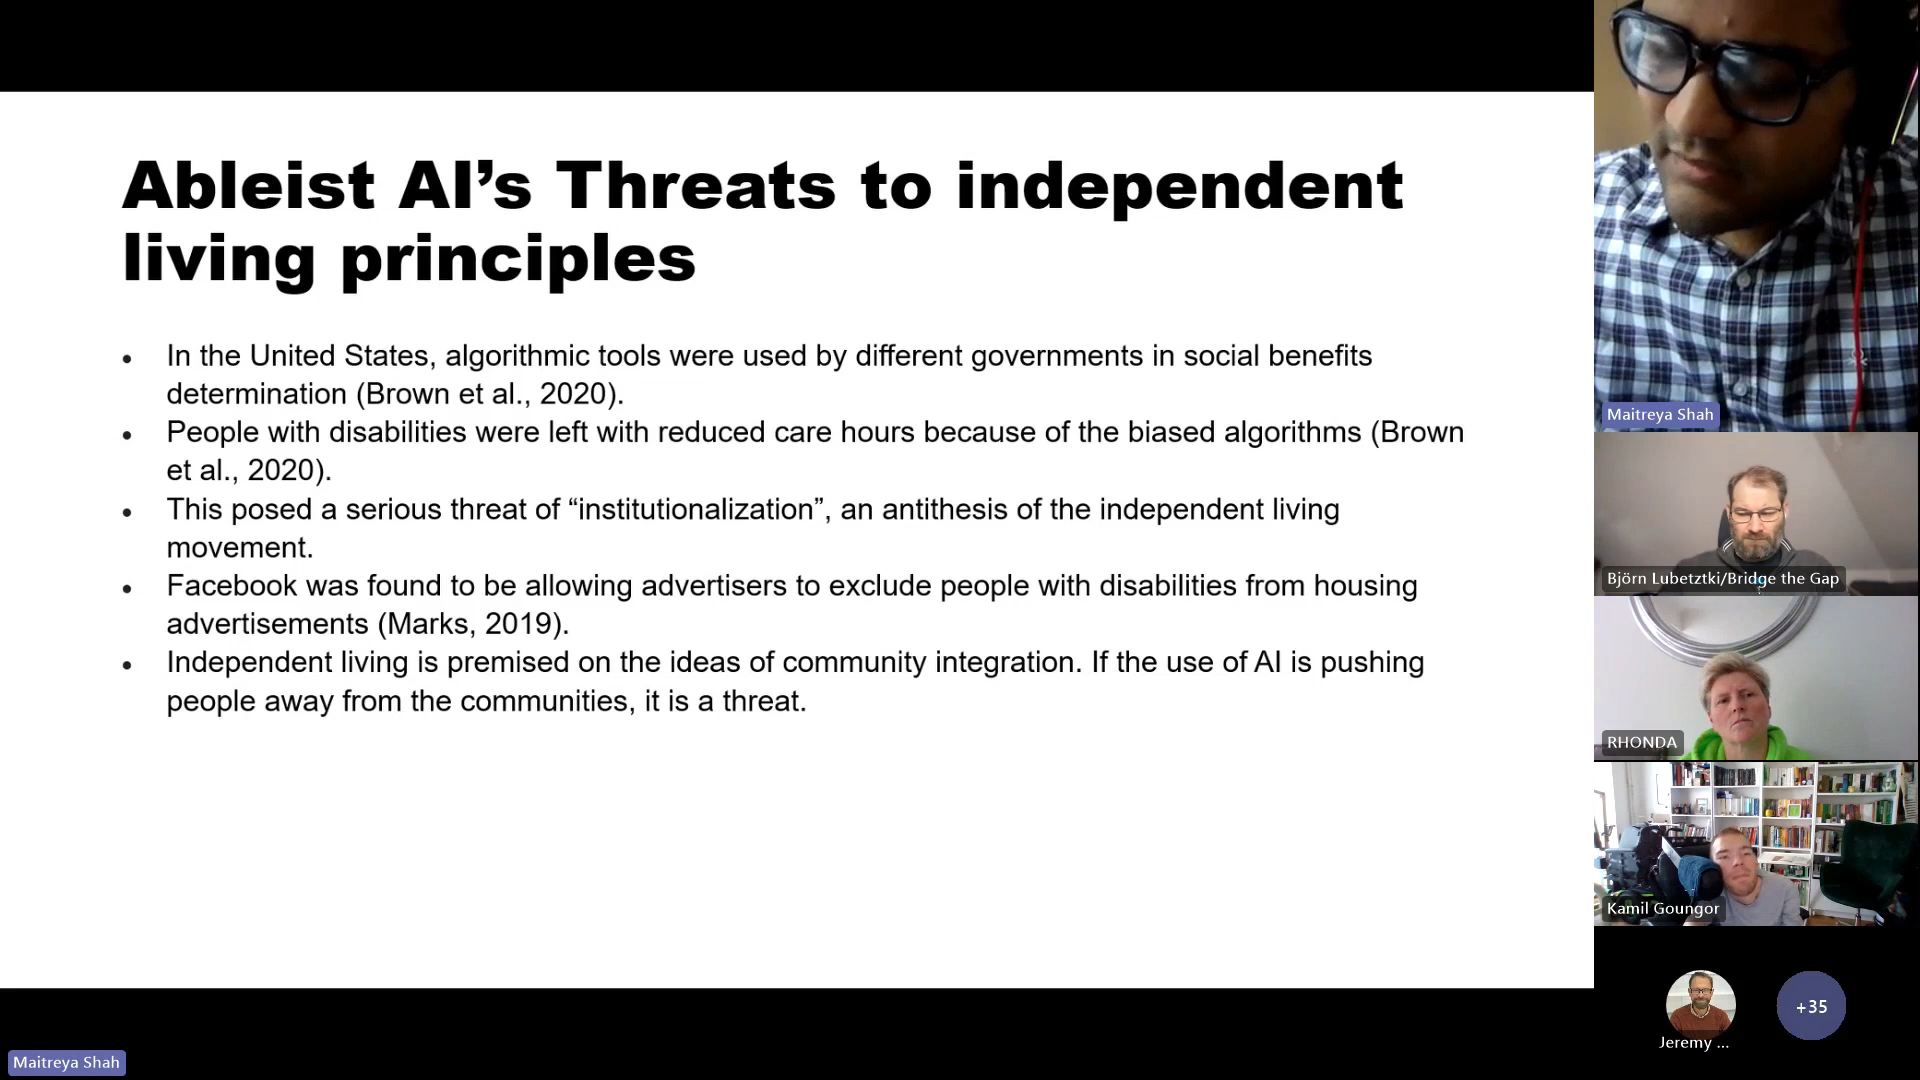 Ableist AI’s Threats to independent
living principles
• In the United States, algorithmic tools were used by different governments in social benefits
determination (Brown et al., 2020).
• People with disabilities were left with reduced care hours because of the biased algorithms (Brown
et al., 2020).
• This posed a serious threat of “institutionalization”, an antithesis of the independent living
movement.
• Facebook was found to be allowing advertisers to exclude people with disabilities from housing
advertisements (Marks, 2019).
• Independent living is premised on the ideas of community integration. If the use of AI is pushing
people away from the communities, it is a threat.
Maitreya Shah
Maitreya Shah
Björn Lubetztki/Bridge the Gap
RHONDA
Kamil Goungor
Jeremy ...
+35